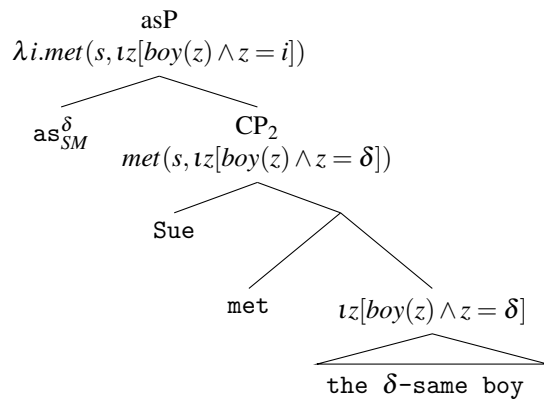 asP
λi.met(s, ιz[boy(z) ∧ z = i])
as^δ_SM
CP₂
met(s, ιz[boy(z) ∧ z = δ])
Sue
met
ιz[boy(z) ∧ z = δ]
the δ-same boy